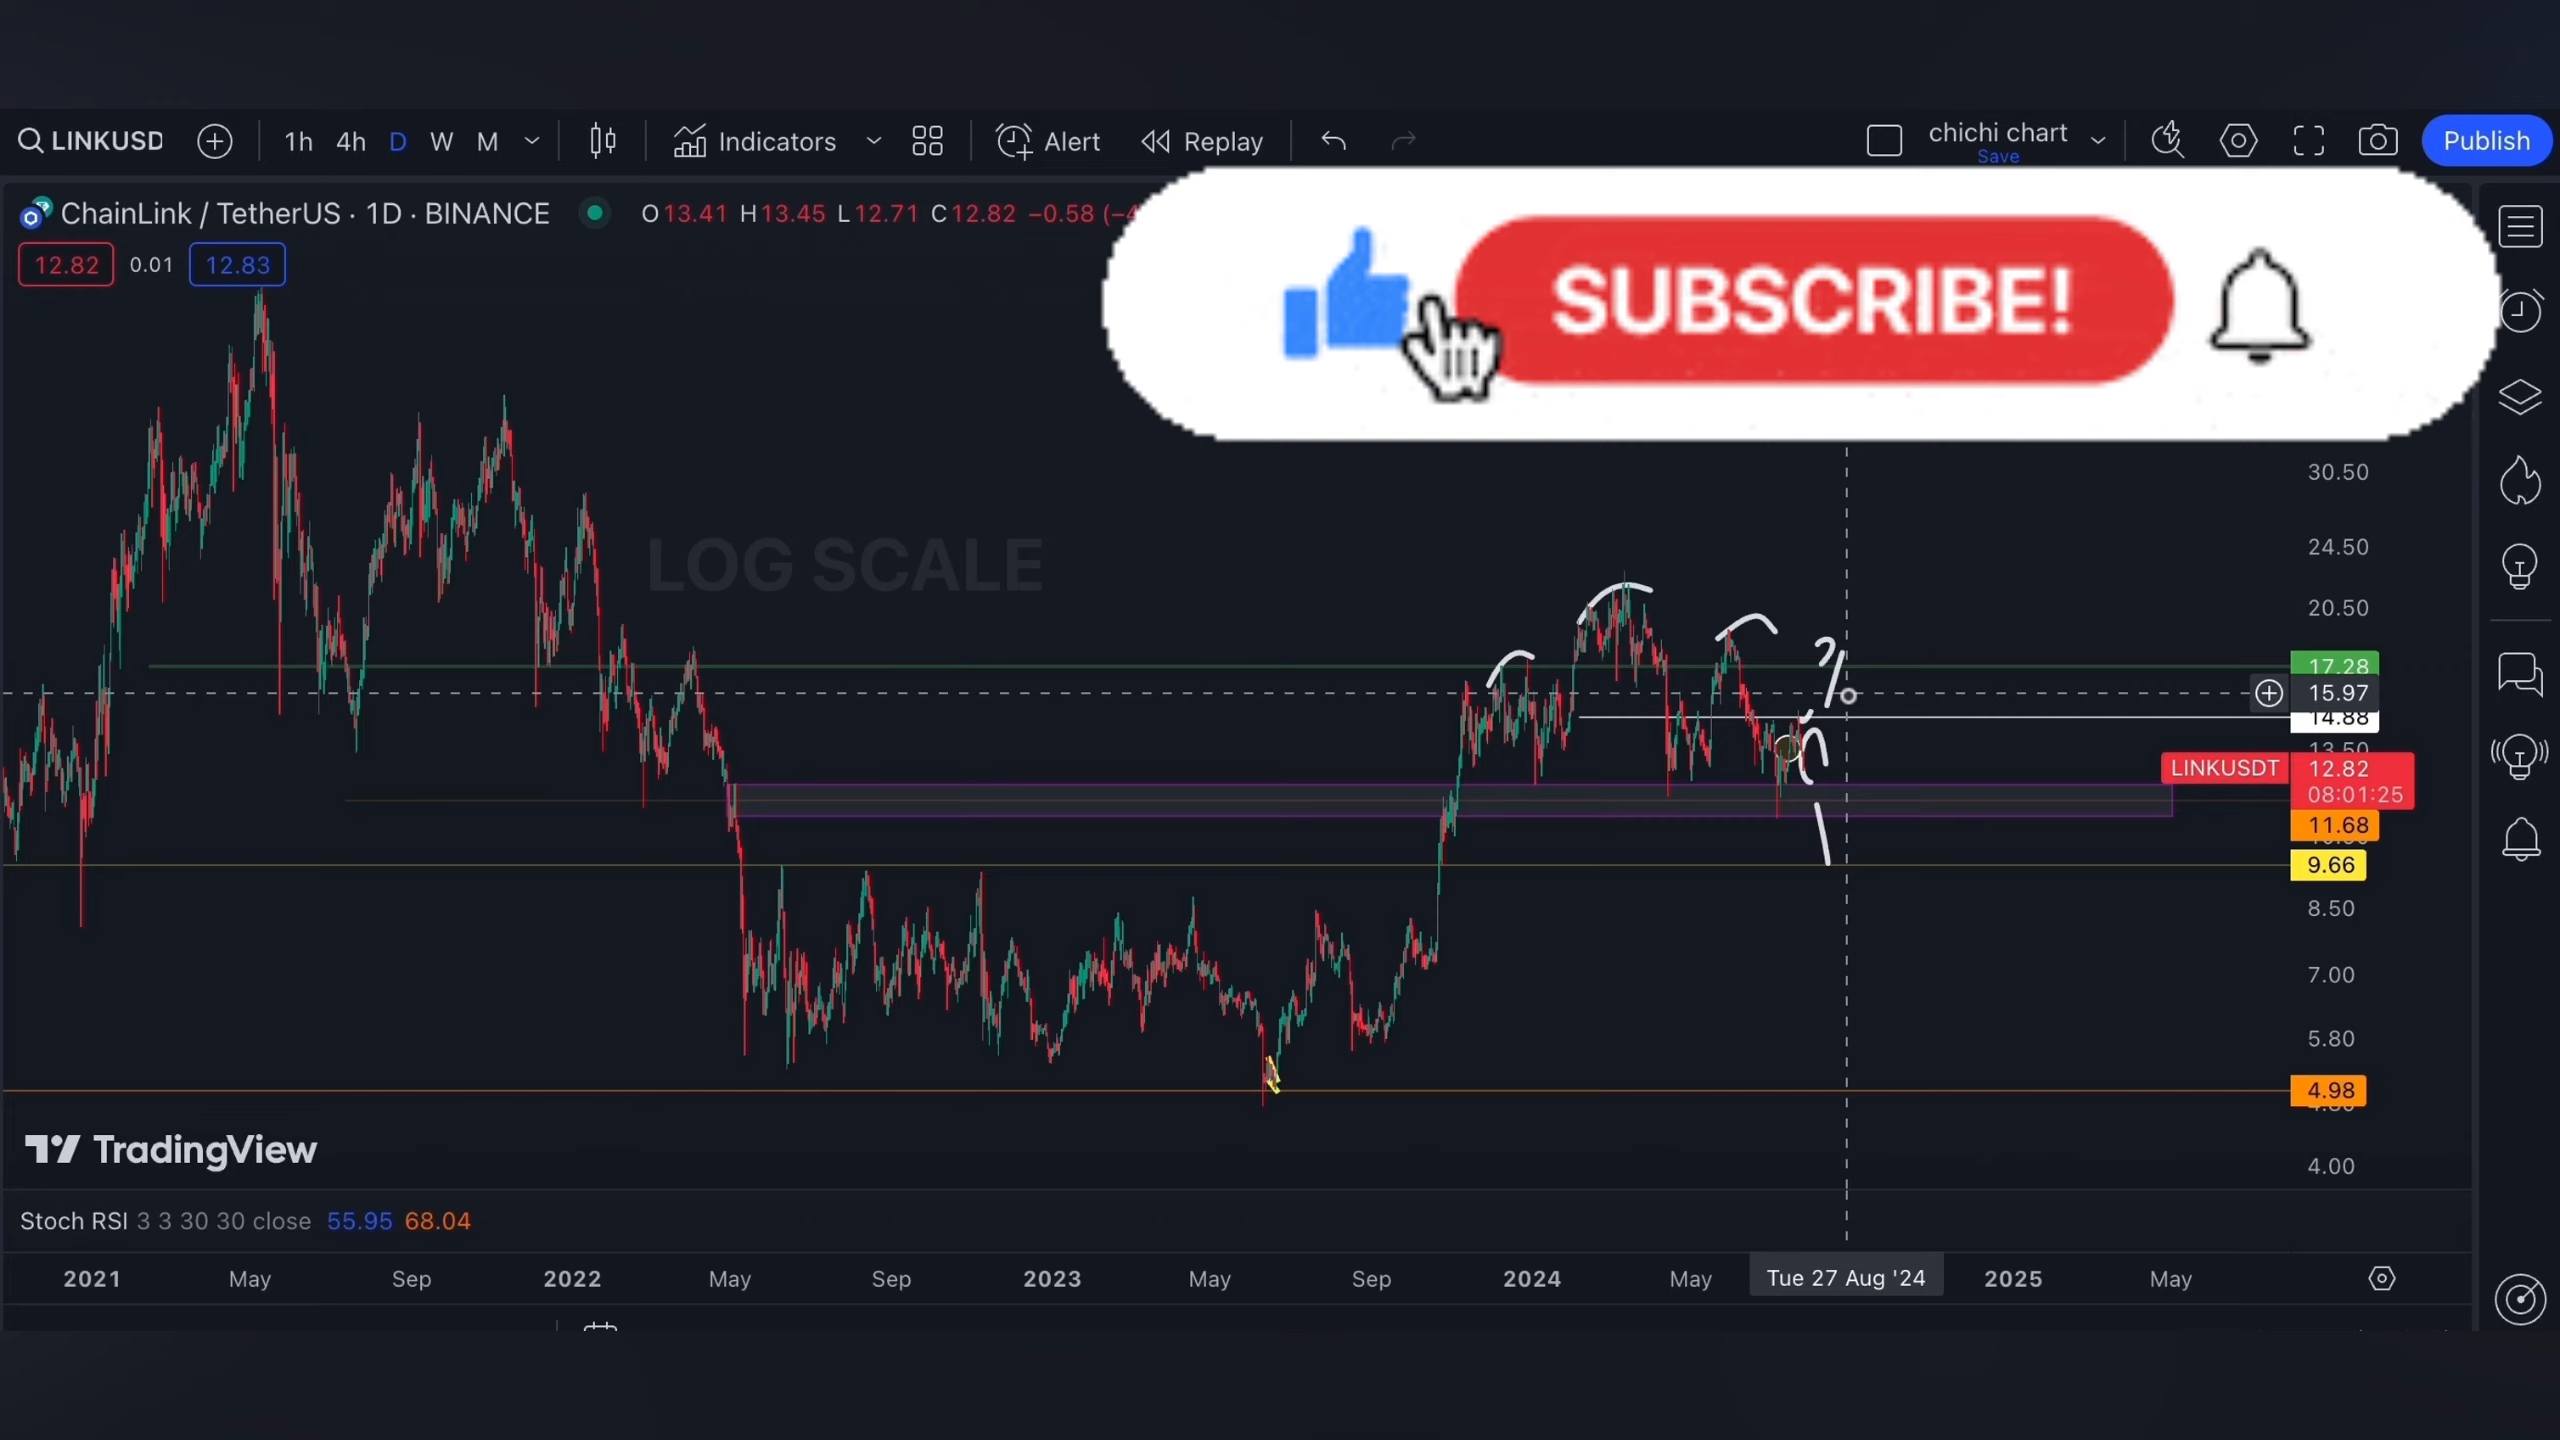 LINKUSD 1h 4h D W M Indicators Alert Replay chichi chart Save Publish
ChainLink / TetherUS · 1D · BINANCE O13.41 H13.45 L12.71 C12.82 −0.58
12.82 0.01 12.83
SUBSCRIBE!
30.50
LOG SCALE
24.50
20.50
17.28
15.97
14.88
13.50
LINKUSDT 12.82
08:01:25
11.68
9.66
8.50
7.00
5.80
4.98
TradingView
4.00
Stoch RSI 3 3 30 30 close 55.95 68.04
2021 May Sep 2022 May Sep 2023 May Sep 2024 May Tue 27 Aug '24 2025 May